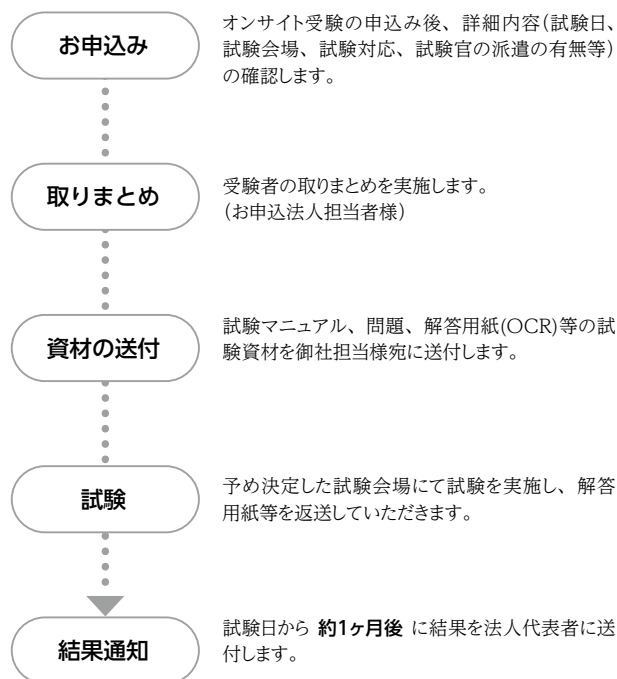 お申込み
オンサイト受験の申込み後、詳細内容(試験日、
試験会場、試験対応、試験官の派遣の有無等)
の確認します。
取りまとめ
受験者の取りまとめを実施します。
(お申込法人担当者様)
資材の送付
試験マニュアル、問題、解答用紙(OCR)等の試
験資材を御社担当様宛に送付します。
試験
予め決定した試験会場にて試験を実施し、解答
用紙等を返送していただきます。
結果通知
試験日から 約1ヶ月後 に結果を法人代表者に送
付します。